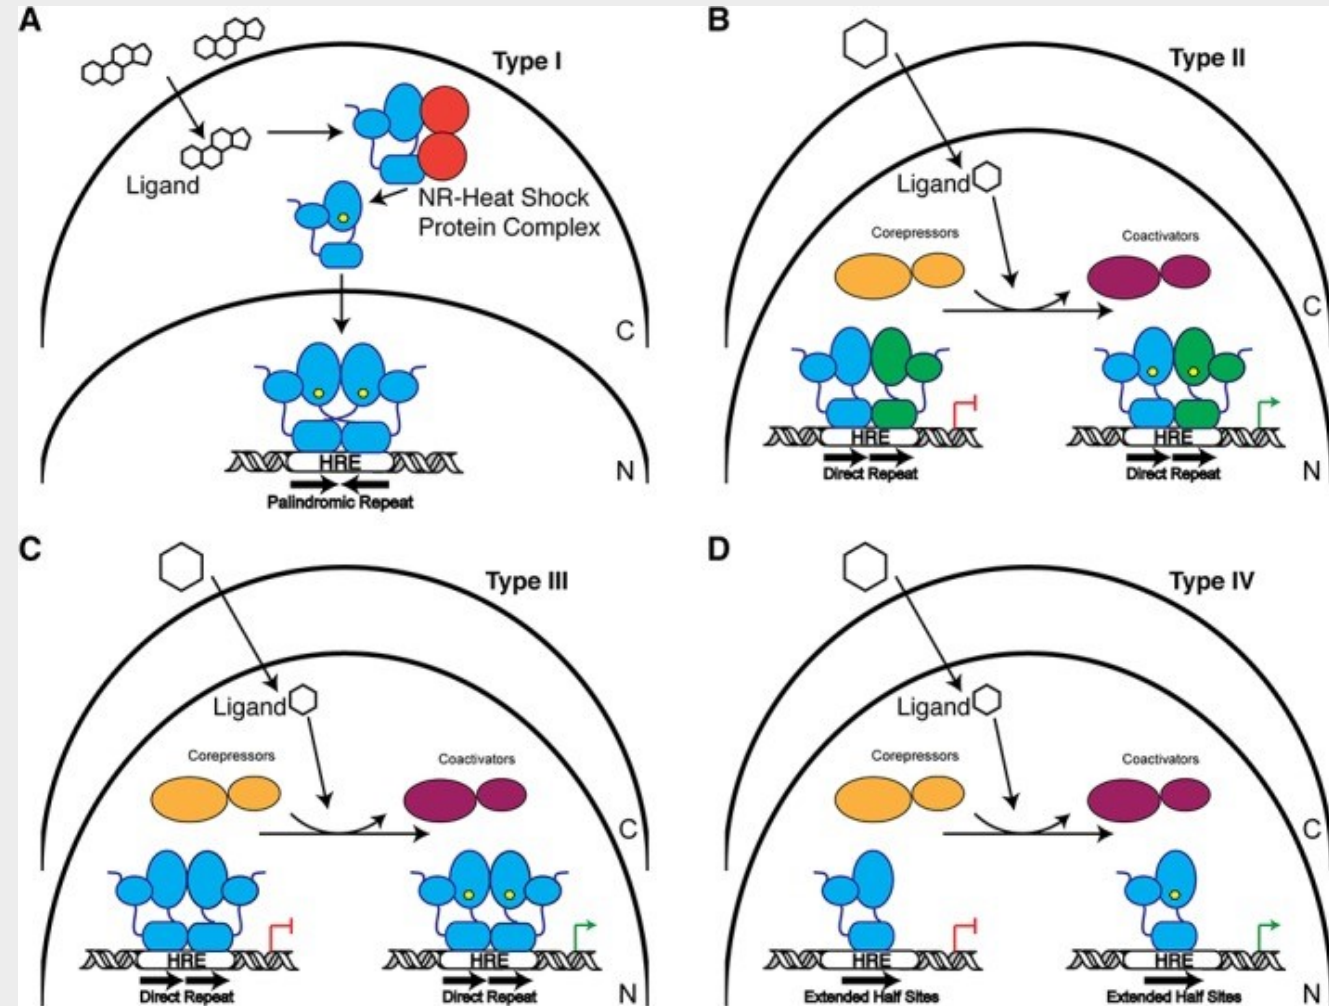 A
Type I
Ligand
NR-Heat Shock
Protein Complex
C
HRE
N
Palindromic Repeat
B
Type II
Ligand
Corepressors
Coactivators
C
HRE
HRE
Direct Repeat
Direct Repeat
N
C
Type III
Ligand
Corepressors
Coactivators
C
HRE
HRE
Direct Repeat
Direct Repeat
N
D
Type IV
Ligand
Corepressors
Coactivators
C
HRE
HRE
Extended Half Sites
Extended Half Sites
N